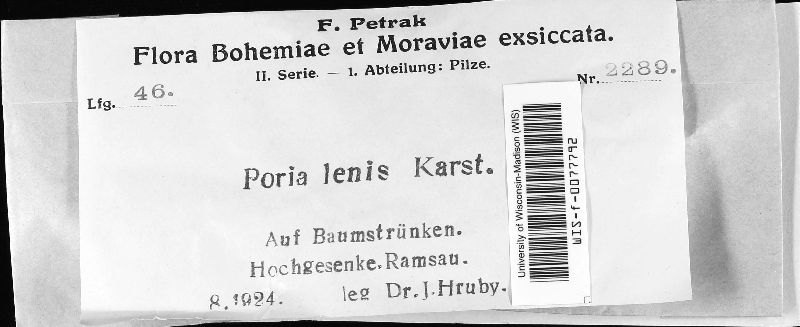 F. Petrak
Flora Bohemiae et Moraviae exsiccata.
II. Serie. — 1. Abteilung: Pilze.
Lfg. 46.
Nr. 2289.
Poria lenis Karst.
Auf Baumstrünken.
Hochgesenke.Ramsau.
8.1924. leg Dr.J.Hruby.
University of Wisconsin-Madison (WIS)
WIS-f-0077792